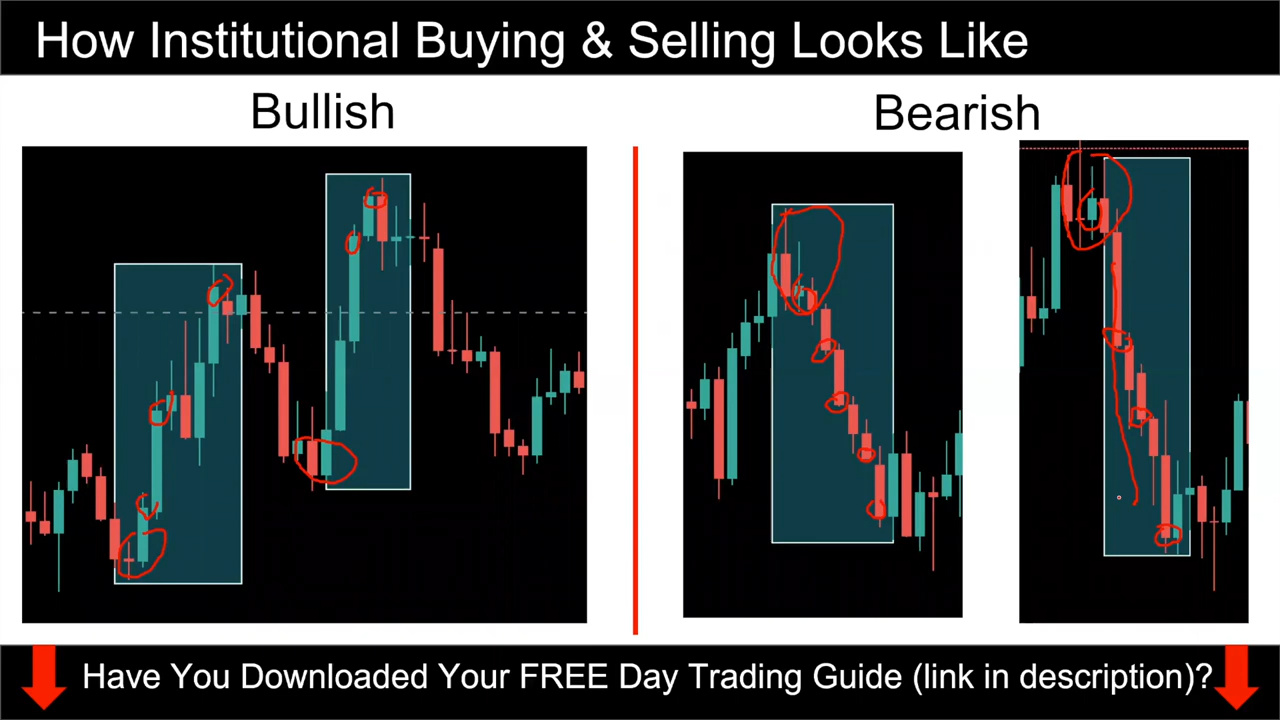 How Institutional Buying & Selling Looks Like
Bullish
Bearish
Have You Downloaded Your FREE Day Trading Guide (link in description)?